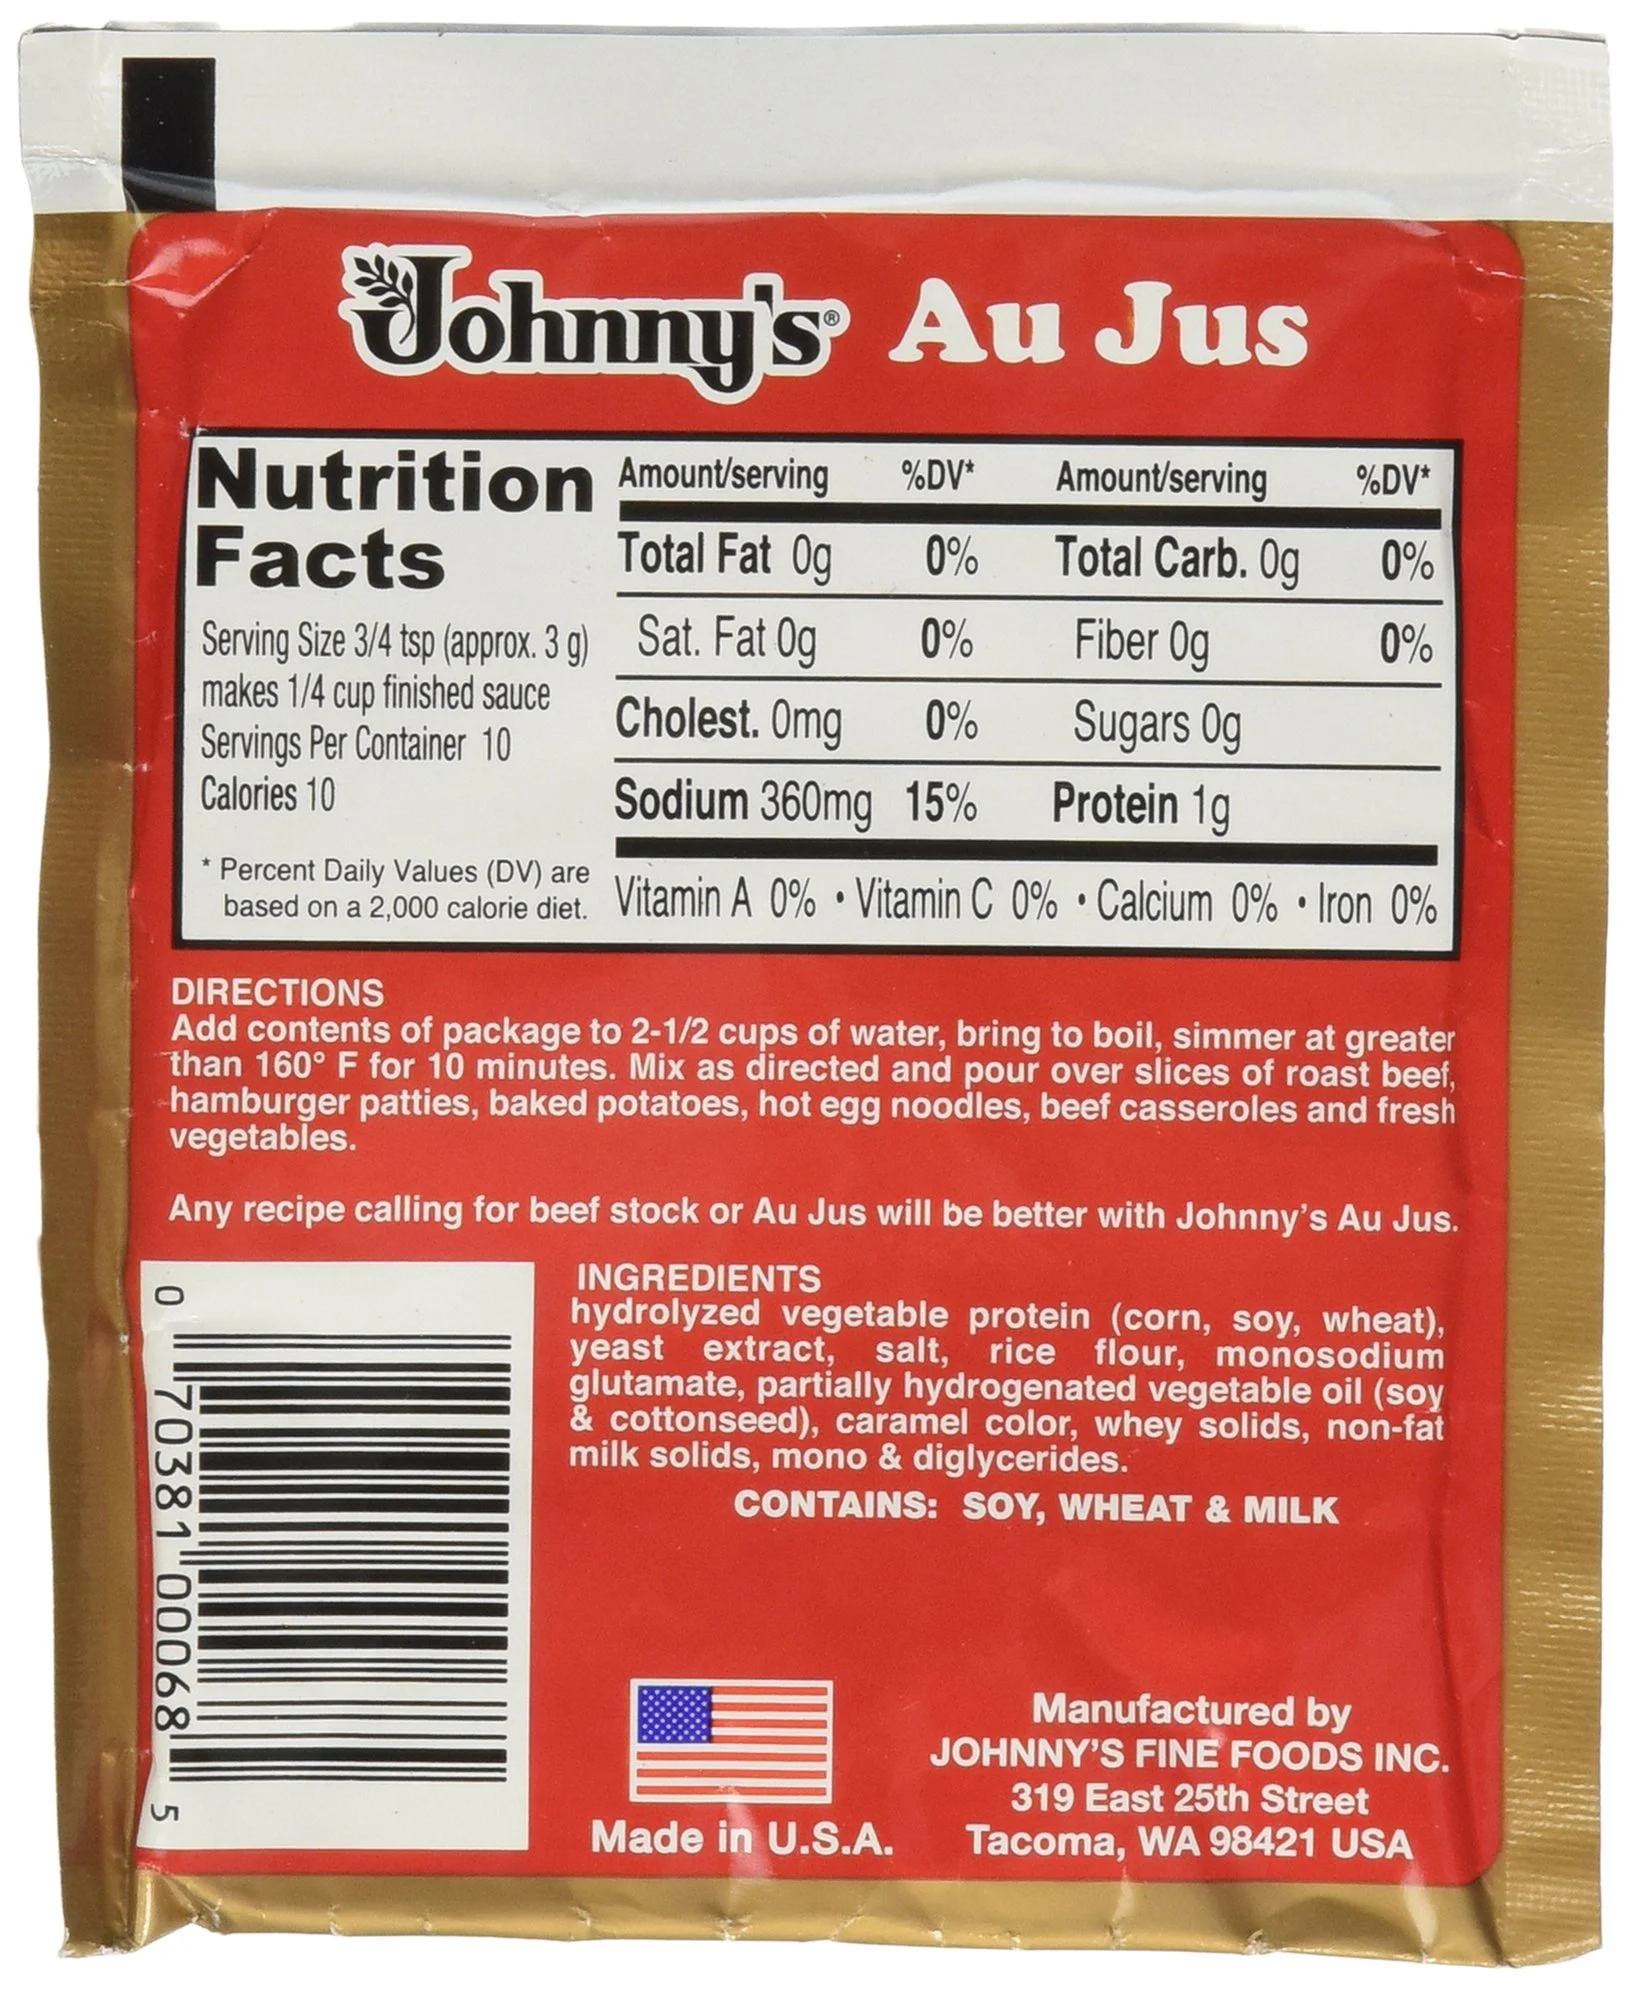 Johnny's® Au Jus
Nutrition
Facts
Serving Size 3/4 tsp (approx. 3 g)
makes 1/4 cup finished sauce
Servings Per Container 10
Calories 10
* Percent Daily Values (DV) are
based on a 2,000 calorie diet.
Amount/serving %DV* Amount/serving %DV*
Total Fat 0g 0% Total Carb. 0g 0%
Sat. Fat 0g 0% Fiber 0g 0%
Cholest. 0mg 0% Sugars 0g
Sodium 360mg 15% Protein 1g
Vitamin A 0% • Vitamin C 0% • Calcium 0% • Iron 0%
DIRECTIONS
Add contents of package to 2-1/2 cups of water, bring to boil, simmer at greater
than 160° F for 10 minutes. Mix as directed and pour over slices of roast beef,
hamburger patties, baked potatoes, hot egg noodles, beef casseroles and fresh
vegetables.
Any recipe calling for beef stock or Au Jus will be better with Johnny's Au Jus.
0 70381 00068 5
INGREDIENTS
hydrolyzed vegetable protein (corn, soy, wheat),
yeast extract, salt, rice flour, monosodium
glutamate, partially hydrogenated vegetable oil (soy
& cottonseed), caramel color, whey solids, non-fat
milk solids, mono & diglycerides.
CONTAINS: SOY, WHEAT & MILK
Made in U.S.A.
Manufactured by
JOHNNY'S FINE FOODS INC.
319 East 25th Street
Tacoma, WA 98421 USA